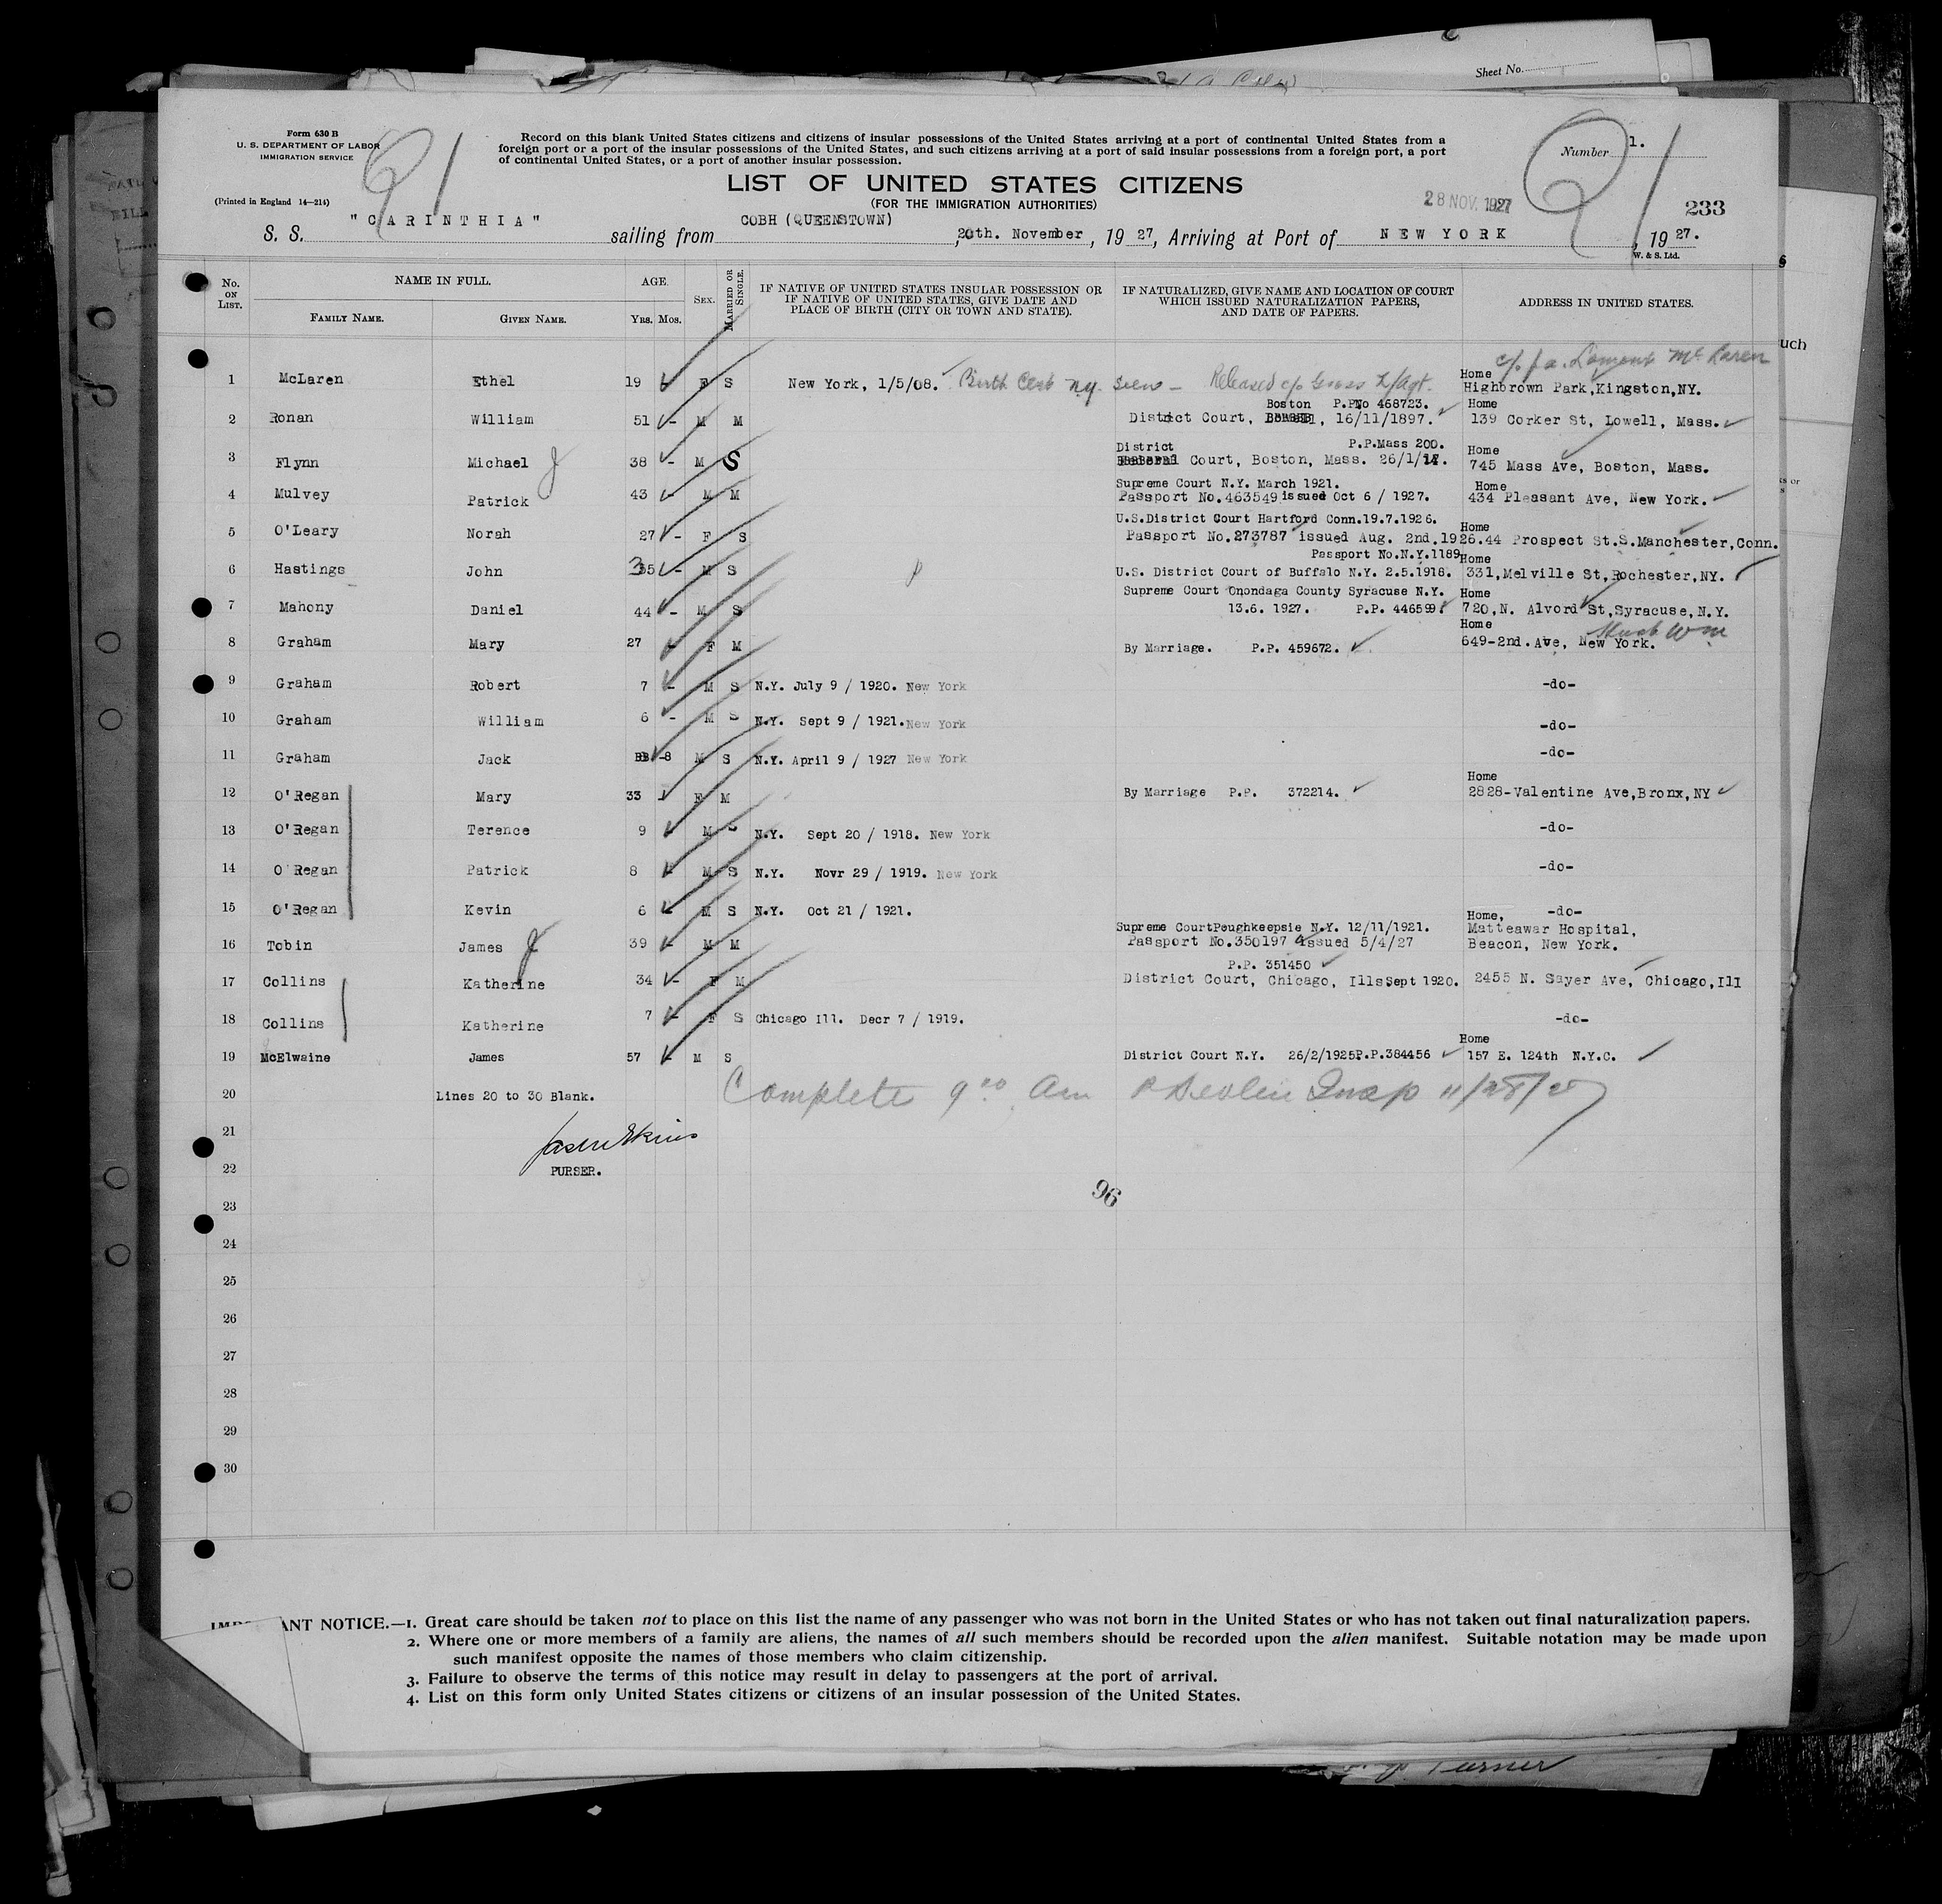 Sheet No.
Form 630 B
U. S. DEPARTMENT OF LABOR
IMMIGRATION SERVICE
(Printed in England 14—214)
91
Record on this blank United States citizens and citizens of insular possessions of the United States arriving at a port of continental United States from a
foreign port or a port of the insular possessions of the United States, and such citizens arriving at a port of said insular possessions from a foreign port, a port
of continental United States, or a port of another insular possession.
Number 1.
91
LIST OF UNITED STATES CITIZENS
(FOR THE IMMIGRATION AUTHORITIES)
28 NOV. 1927
233
S. S. "CARINTHIA" sailing from COBH (QUEENSTOWN), 20th. November, 1927, Arriving at Port of NEW YORK, 1927.
W. & S. Ltd.
No. ON LIST.
NAME IN FULL.
FAMILY NAME. GIVEN NAME.
AGE.
YRS. MOS.
SEX.
MARRIED OR SINGLE.
IF NATIVE OF UNITED STATES INSULAR POSSESSION OR
IF NATIVE OF UNITED STATES, GIVE DATE AND
PLACE OF BIRTH (CITY OR TOWN AND STATE).
IF NATURALIZED, GIVE NAME AND LOCATION OF COURT
WHICH ISSUED NATURALIZATION PAPERS,
AND DATE OF PAPERS.
ADDRESS IN UNITED STATES.
c/o Mc Laren
Home
1 McLaren Ethel 19 F S New York, 1/5/08. Birth Cert N.Y. seen — Released c/o Highbrown Park, Kingston, NY.
Boston P.P. No 468723. Home
2 Ronan William 51 - M M District Court, 16/11/1897. 139 Corker St, Lowell, Mass.
District P.P. Mass 200. Home
3 Flynn Michael J 38 - M S Court, Boston, Mass. 26/1/ 745 Mass Ave, Boston, Mass.
Supreme Court N.Y. March 1921. Home
4 Mulvey Patrick 43 - M M Passport No. 463549 issued Oct 6 / 1927. 434 Pleasant Ave, New York.
U.S. District Court Hartford Conn. 19.7.1926. Home
5 O'Leary Norah 27 - F S Passport No. 273787 issued Aug. 2nd. 1926. 44 Prospect St. S. Manchester, Conn.
Passport No. N.Y. 1189 Home
6 Hastings John 35 - M S U.S. District Court of Buffalo N.Y. 2.5.1918. 331, Melville St, Rochester, NY.
Supreme Court Onondaga County Syracuse N.Y. Home
7 Mahony Daniel 44 - M S 13.6. 1927. P.P. 446599. 720, N. Alvord St, Syracuse, N.Y.
Home Wm
8 Graham Mary 27 - F M By Marriage. P.P. 459672. 649-2nd. Ave, New York.
9 Graham Robert 7 - M S N.Y. July 9 / 1920. New York -do-
10 Graham William 6 - M S N.Y. Sept 9 / 1921. New York -do-
11 Graham Jack -8 M S N.Y. April 9 / 1927 New York -do-
Home
12 O'Regan Mary 33 F M By Marriage P.P. 372214. 2828-Valentine Ave, Bronx, NY
13 O'Regan Terence 9 - M S N.Y. Sept 20 / 1918. New York -do-
14 O'Regan Patrick 8 - M S N.Y. Novr 29 / 1919. New York -do-
15 O'Regan Kevin 6 - M S N.Y. Oct 21 / 1921. -do-
Supreme Court Poughkeepsie N.Y. 12/11/1921. Home, Matteawar Hospital,
16 Tobin James J 39 - M M Passport No. 350197 issued 5/4/27 Beacon, New York.
P.P. 351450
17 Collins Katherine 34 - F M District Court, Chicago, Ills Sept 1920. 2455 N. Sayer Ave, Chicago, Ill
18 Collins Katherine 7 - F S Chicago Ill. Decr 7 / 1919. -do-
Home
19 McElwaine James 57 - M S District Court N.Y. 26/2/1925 P.P. 384456 157 E. 124th N.Y.C.
20 Lines 20 to 30 Blank. Complete 9 00 Am P Devlin Insp 11/28/27
21
22 PURSER.
96
23
24
25
26
27
28
29
30
ANT NOTICE.—1. Great care should be taken not to place on this list the name of any passenger who was not born in the United States or who has not taken out final naturalization papers.
2. Where one or more members of a family are aliens, the names of all such members should be recorded upon the alien manifest. Suitable notation may be made upon
such manifest opposite the names of those members who claim citizenship.
3. Failure to observe the terms of this notice may result in delay to passengers at the port of arrival.
4. List on this form only United States citizens or citizens of an insular possession of the United States.
Turner